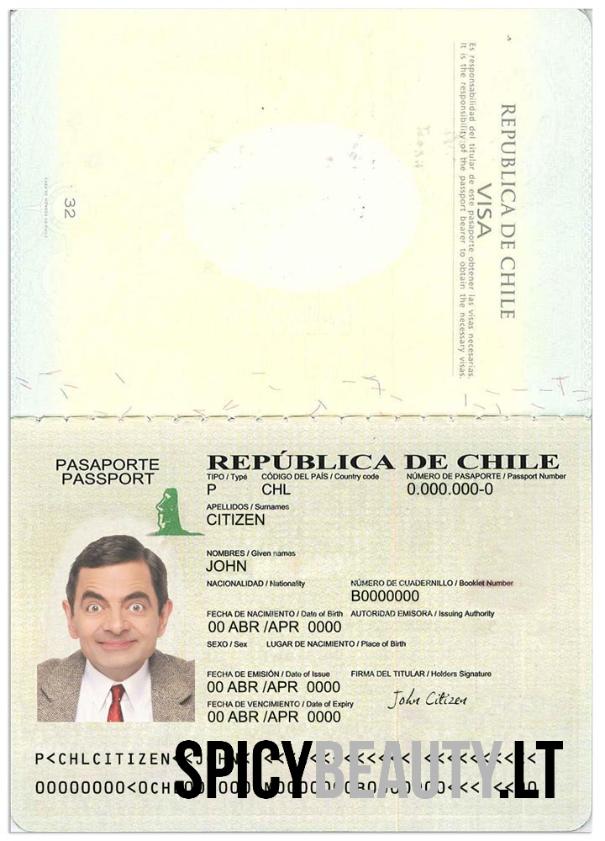 REPUBLICA DE CHILE
VISA
Es responsabilidad del titular de este pasaporte obtener las visas necesarias.
It is the responsibility of the passport bearer to obtain the necessary visas.
32
PASAPORTE
PASSPORT
REPÚBLICA DE CHILE
TIPO / Type CÓDIGO DEL PAÍS / Country code NÚMERO DE PASAPORTE / Passport Number
P CHL 0.000.000-0
APELLIDOS / Surnames
CITIZEN
NOMBRES / Given names
JOHN
NACIONALIDAD / Nationality NÚMERO DE CUADERNILLO / Booklet Number
B0000000
FECHA DE NACIMIENTO / Date of Birth AUTORIDAD EMISORA / Issuing Authority
00 ABR /APR 0000
SEXO / Sex LUGAR DE NACIMIENTO / Place of Birth
FECHA DE EMISIÓN / Date of Issue FIRMA DEL TITULAR / Holders Signature
00 ABR /APR 0000 John Citizen
FECHA DE VENCIMIENTO / Date of Expiry
00 ABR /APR 0000
P<CHLCITIZEN
SPICYBEAUTY.LT